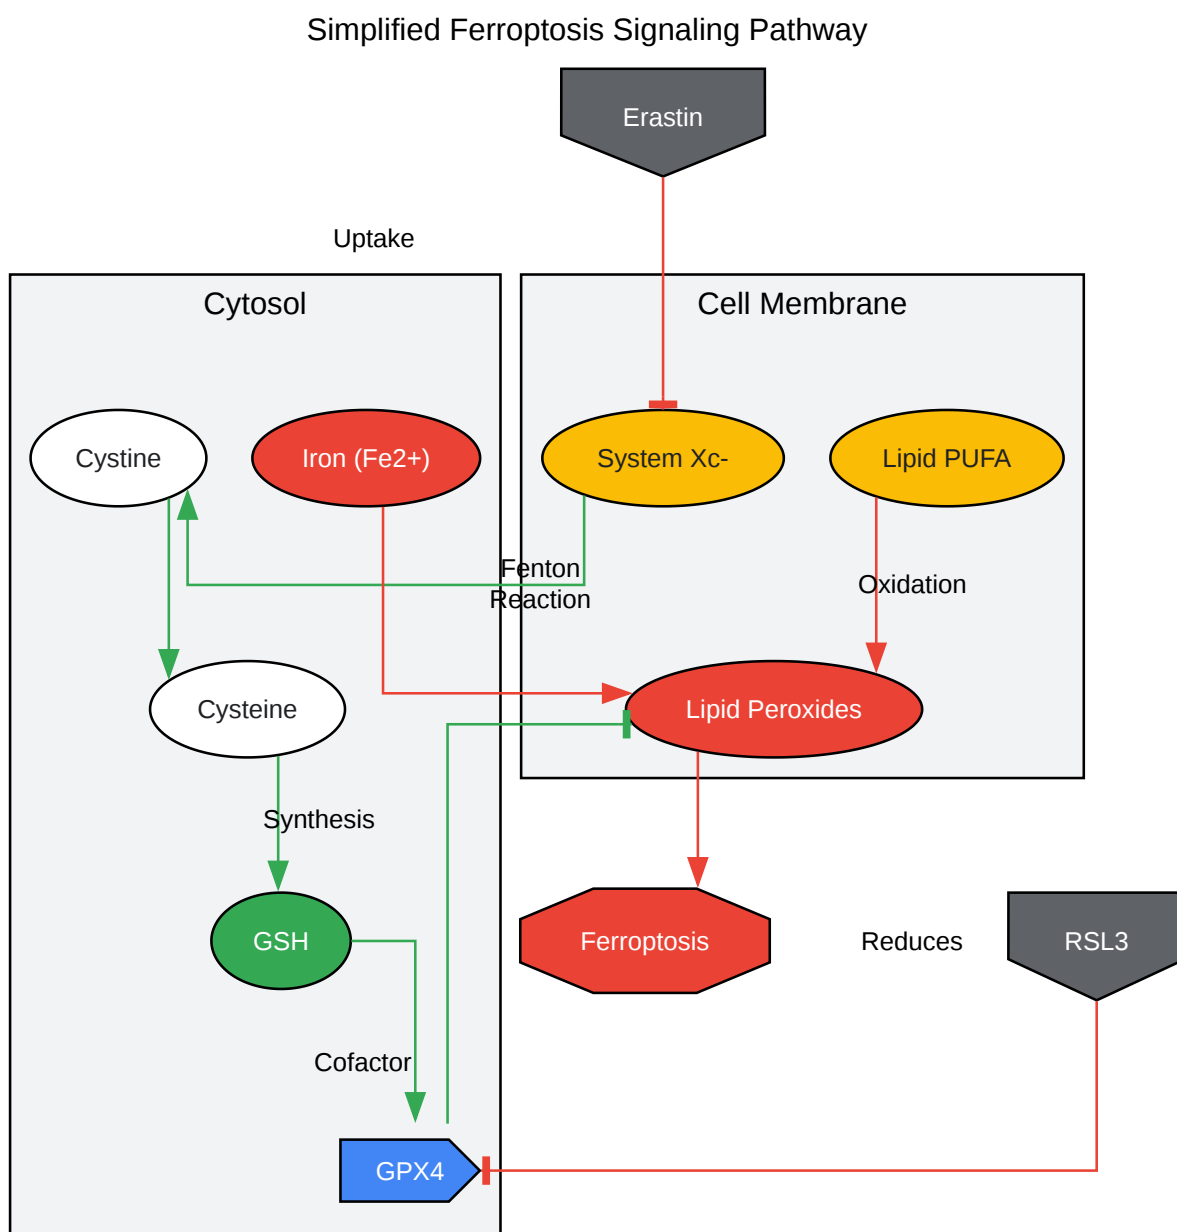 Simplified Ferroptosis Signaling Pathway
Erastin
Uptake
Cytosol
Cell Membrane
Cystine
Iron (Fe2+)
System Xc-
Lipid PUFA
Fenton
Reaction
Oxidation
Cysteine
Lipid Peroxides
Synthesis
GSH
Ferroptosis
Reduces
RSL3
Cofactor
GPX4